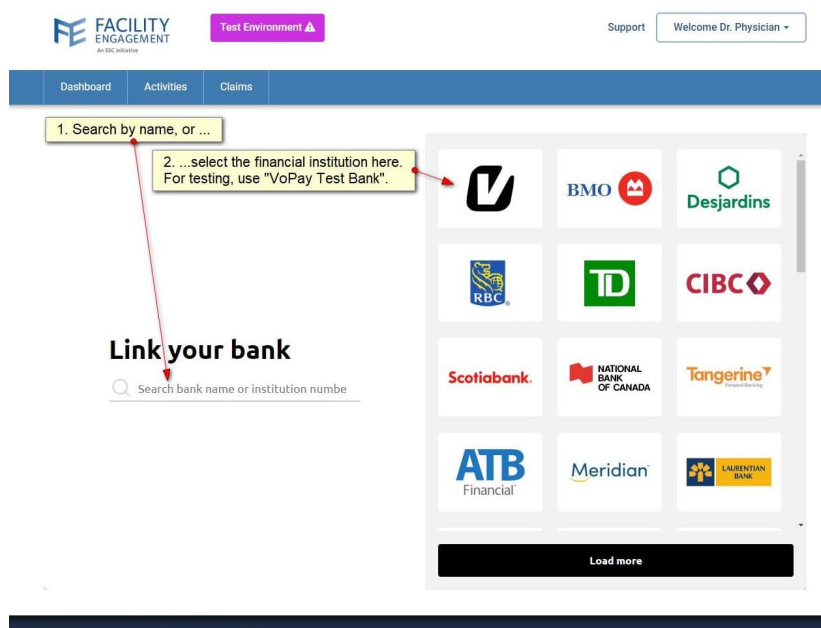 FACILITY
ENGAGEMENT
An SSC Initiative
Test Environment
Support
Welcome Dr. Physician
Dashboard
Activities
Claims
1. Search by name, or ...
2. ...select the financial institution here.
For testing, use "VoPay Test Bank".
BMO
Desjardins
RBC
TD
CIBC
Link your bank
Search bank name or institution numbe
Scotiabank.
NATIONAL
BANK
OF CANADA
Tangerine
Forward Banking
ATB
Financial
Meridian
LAURENTIAN
BANK
Load more